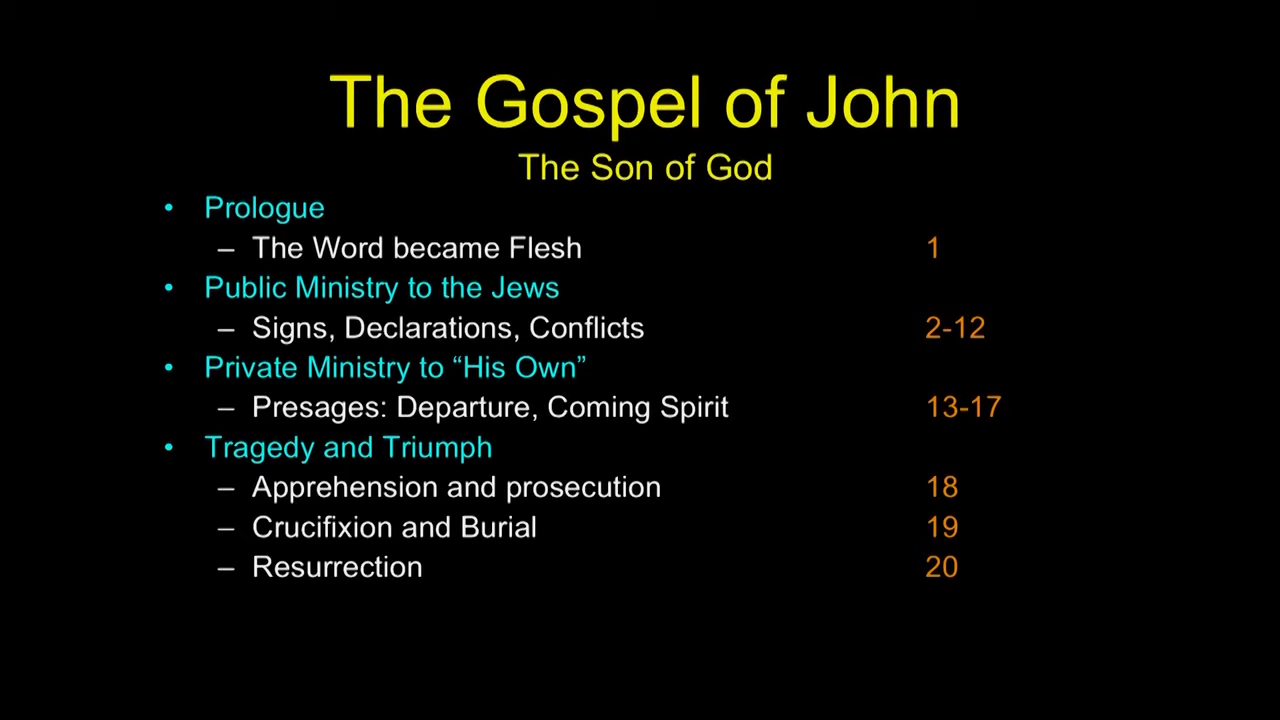 The Gospel of John
The Son of God
• Prologue
– The Word became Flesh 1
• Public Ministry to the Jews
– Signs, Declarations, Conflicts 2-12
• Private Ministry to “His Own”
– Presages: Departure, Coming Spirit 13-17
• Tragedy and Triumph
– Apprehension and prosecution 18
– Crucifixion and Burial 19
– Resurrection 20